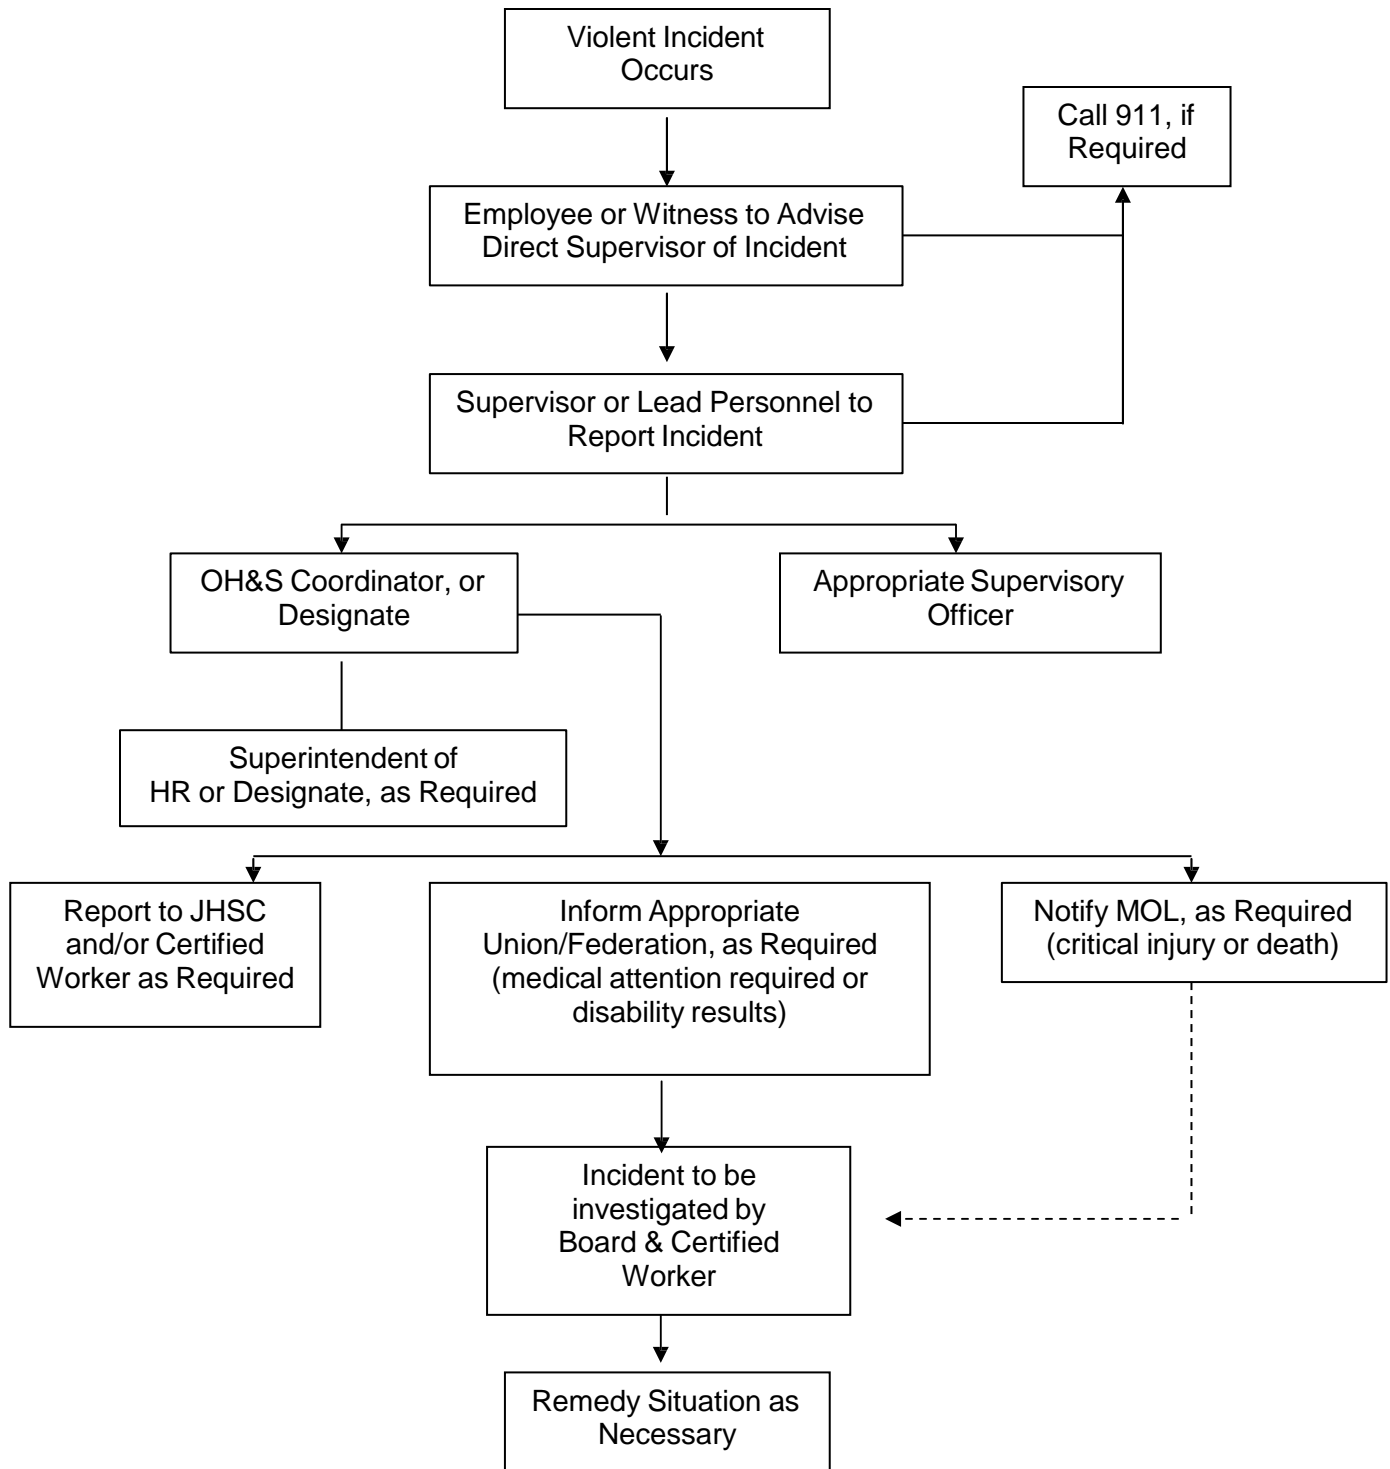 Violent Incident
Occurs
Call 911, if
Required
Employee or Witness to Advise
Direct Supervisor of Incident
Supervisor or Lead Personnel to
Report Incident
OH&S Coordinator, or
Designate
Appropriate Supervisory
Officer
Superintendent of
HR or Designate, as Required
Report to JHSC
and/or Certified
Worker as Required
Inform Appropriate
Union/Federation, as Required
(medical attention required or
disability results)
Notify MOL, as Required
(critical injury or death)
Incident to be
investigated by
Board & Certified
Worker
Remedy Situation as
Necessary